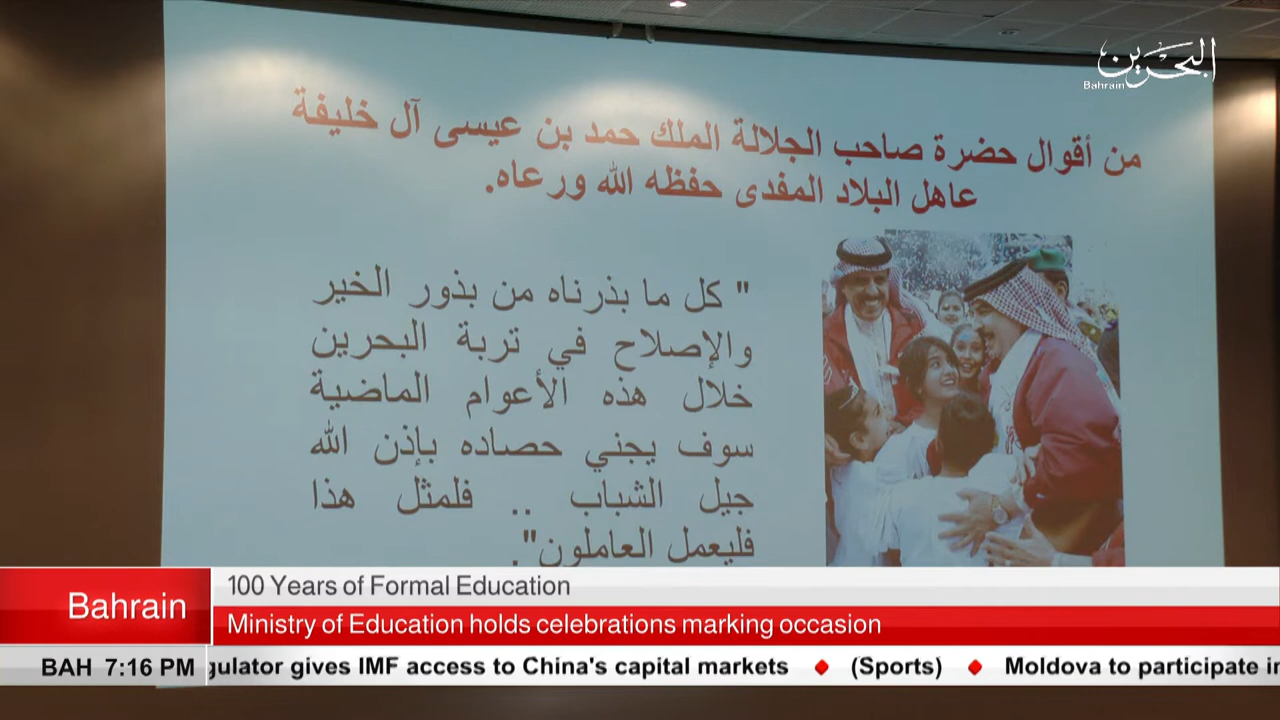 البحرين
Bahrain
من أقوال حضرة صاحب الجلالة الملك حمد بن عيسى آل خليفة
عاهل البلاد المفدى حفظه الله ورعاه.
" كل ما بذرناه من بذور الخير
والإصلاح في تربة البحرين
خلال هذه الأعوام الماضية
سوف يجني حصاده بإذن الله
جيل الشباب .. فلمثل هذا
فليعمل العاملون".
Bahrain
100 Years of Formal Education
Ministry of Education holds celebrations marking occasion
BAH 7:16 PM gulator gives IMF access to China's capital markets ◆ (Sports) ◆ Moldova to participate in